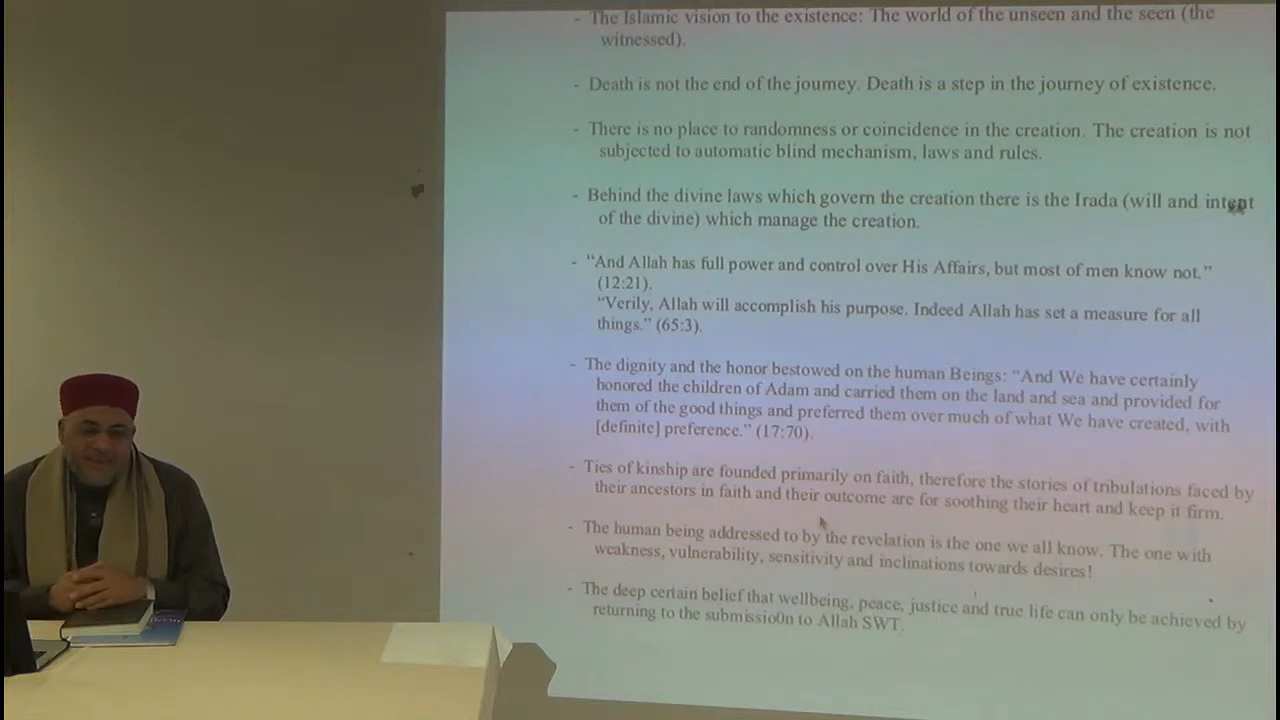 - The Islamic vision to the existence: The world of the unseen and the seen (the
witnessed).
- Death is not the end of the journey. Death is a step in the journey of existence.
- There is no place to randomness or coincidence in the creation. The creation is not
subjected to automatic blind mechanism, laws and rules.
- Behind the divine laws which govern the creation there is the Irada (will and intent
of the divine) which manage the creation.
- “And Allah has full power and control over His Affairs, but most of men know not.”
(12:21).
“Verily, Allah will accomplish his purpose. Indeed Allah has set a measure for all
things.” (65:3).
- The dignity and the honor bestowed on the human Beings: “And We have certainly
honored the children of Adam and carried them on the land and sea and provided for
them of the good things and preferred them over much of what We have created, with
[definite] preference.” (17:70).
- Ties of kinship are founded primarily on faith, therefore the stories of tribulations faced by
their ancestors in faith and their outcome are for soothing their heart and keep it firm.
- The human being addressed to by the revelation is the one we all know. The one with
weakness, vulnerability, sensitivity and inclinations towards desires!
- The deep certain belief that wellbeing, peace, justice and true life can only be achieved by
returning to the submissio0n to Allah SWT.